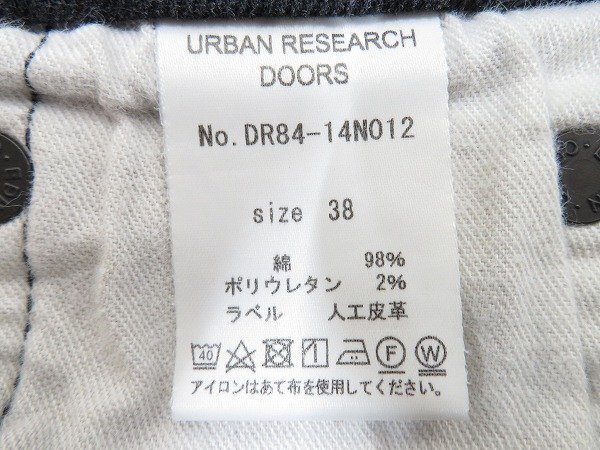 URBAN RESEARCH
DOORS
No.DR84-14N012
size 38
綿 98%
ポリウレタン 2%
ラベル 人工皮革
40 F W
アイロンはあて布を使用してください。